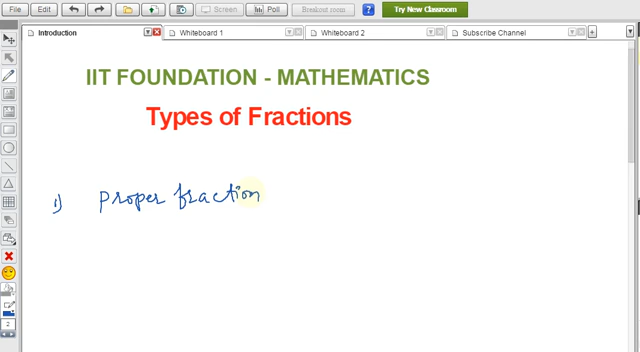 File Edit Screen Poll Breakout room ? Try New Classroom
Introduction Whiteboard 1 Whiteboard 2 Subscribe Channel +
IIT FOUNDATION - MATHEMATICS
Types of Fractions
1) Proper fraction
2